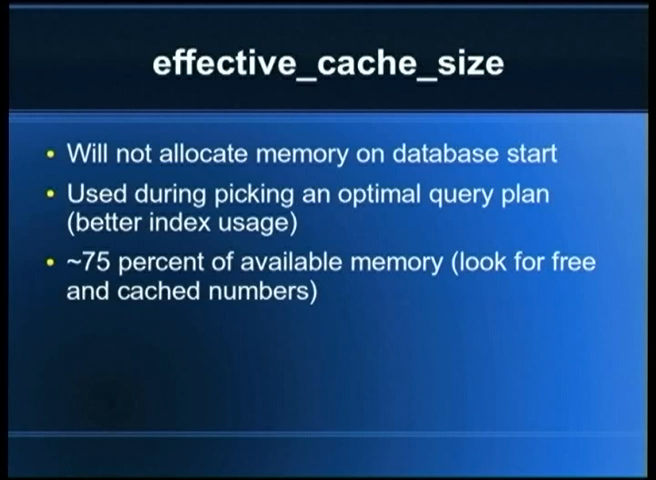 effective_cache_size
• Will not allocate memory on database start
• Used during picking an optimal query plan
(better index usage)
• ~75 percent of available memory (look for free
and cached numbers)